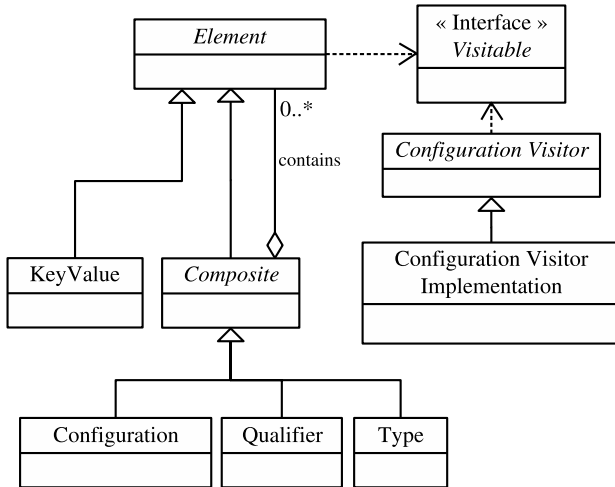 Element
« Interface »
Visitable
0..*
contains
Configuration Visitor
KeyValue
Composite
Configuration Visitor
Implementation
Configuration
Qualifier
Type